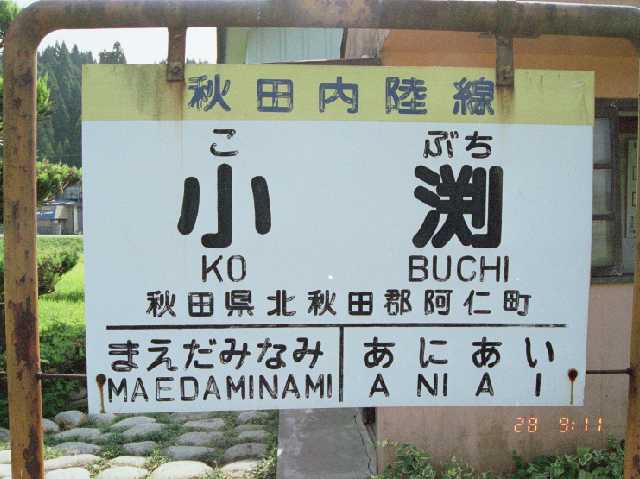 秋田内陸線
こ ぶち
小 渕
KO BUCHI
秋田県北秋田郡阿仁町
まえだみなみ あにあい
MAEDAMINAMI ANIAI
28 9:11